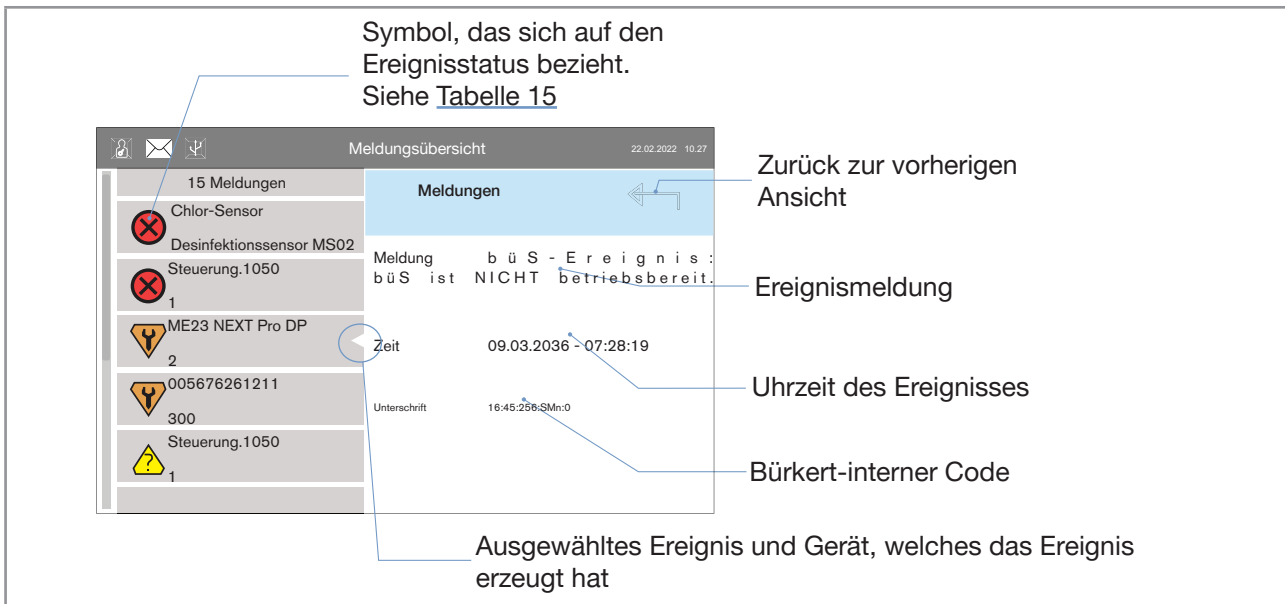 Symbol, das sich auf den
Ereignisstatus bezieht.
Siehe Tabelle 15
Meldungsübersicht
22.02.2022 10.27
15 Meldungen
Chlor-Sensor
Desinfektionssensor MS02
Steuerung.1050
1
ME23 NEXT Pro DP
2
005676261211
300
Steuerung.1050
1
Meldungen
Meldung büS-Ereignis:
büS ist NICHT betriebsbereit.
Zeit 09.03.2036 - 07:28:19
Unterschrift 16:45:256:SMn:0
Zurück zur vorherigen
Ansicht
Ereignismeldung
Uhrzeit des Ereignisses
Bürkert-interner Code
Ausgewähltes Ereignis und Gerät, welches das Ereignis
erzeugt hat